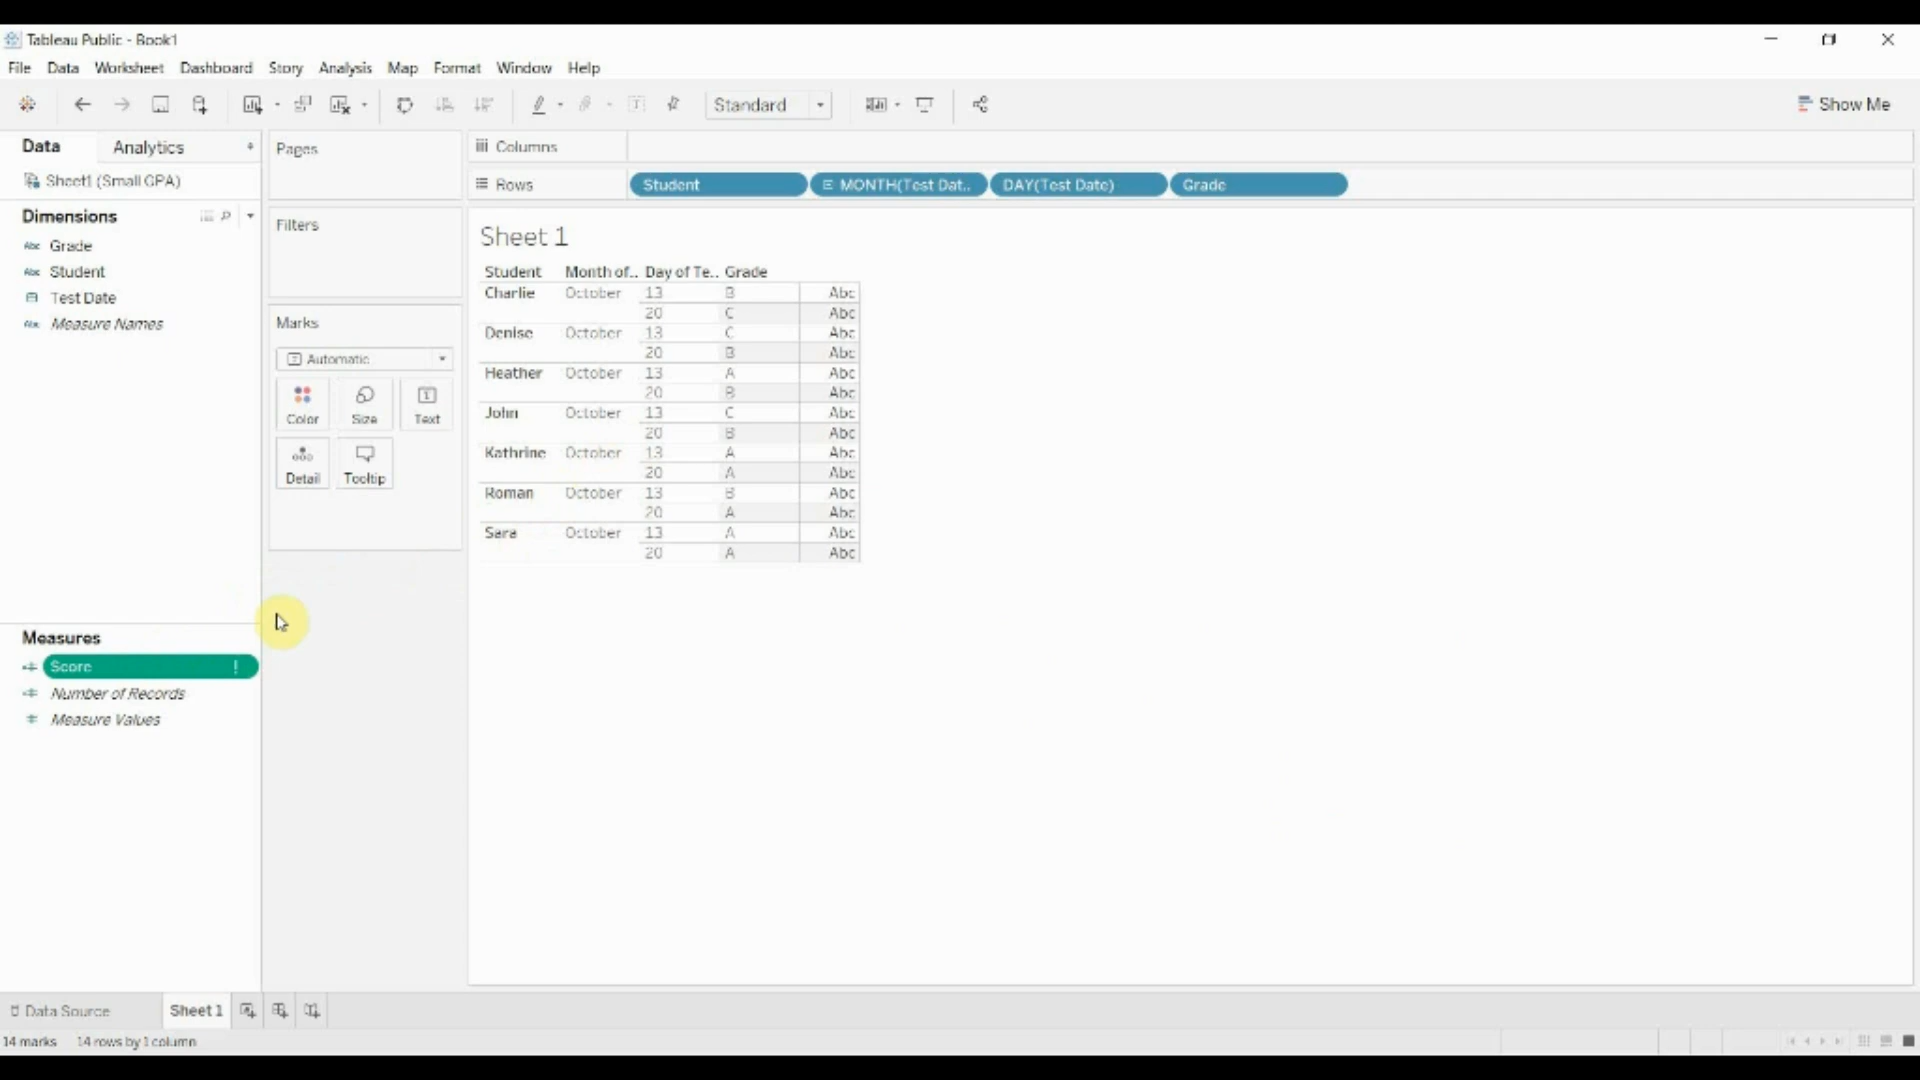 Tableau Public - Book1
File Data Worksheet Dashboard Story Analysis Map Format Window Help
Standard
Show Me
Data Analytics
Pages
Columns
Sheet1 (Small GPA)
Rows Student MONTH(Test Dat.. DAY(Test Date) Grade
Dimensions
Filters
Sheet 1
Abc Grade
Abc Student
Test Date
Abc Measure Names
Marks
Automatic
Color Size Text
Detail Tooltip
Student Month of.. Day of Te.. Grade
Charlie October 13 B Abc
20 C Abc
Denise October 13 C Abc
20 B Abc
Heather October 13 A Abc
20 B Abc
John October 13 C Abc
20 B Abc
Kathrine October 13 A Abc
20 A Abc
Roman October 13 B Abc
20 A Abc
Sara October 13 A Abc
20 A Abc
Measures
Score !
Number of Records
Measure Values
Data Source Sheet 1
14 marks 14 rows by 1 column